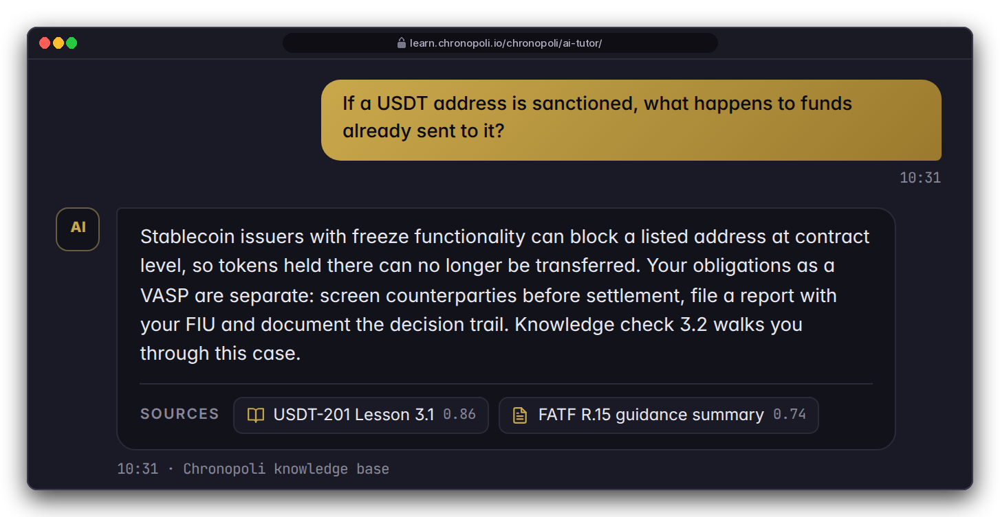 learn.chronopoli.io/chronopoli/ai-tutor/
If a USDT address is sanctioned, what happens to funds
already sent to it?
10:31
AI
Stablecoin issuers with freeze functionality can block a listed address at contract
level, so tokens held there can no longer be transferred. Your obligations as a
VASP are separate: screen counterparties before settlement, file a report with
your FIU and document the decision trail. Knowledge check 3.2 walks you
through this case.
SOURCES USDT-201 Lesson 3.1 0.86 FATF R.15 guidance summary 0.74
10:31 · Chronopoli knowledge base